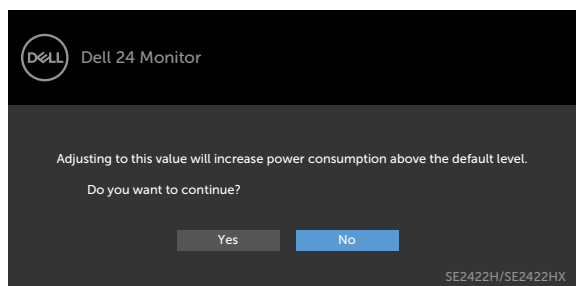 DELL Dell 24 Monitor
Adjusting to this value will increase power consumption above the default level.
Do you want to continue?
Yes No
SE2422H/SE2422HX